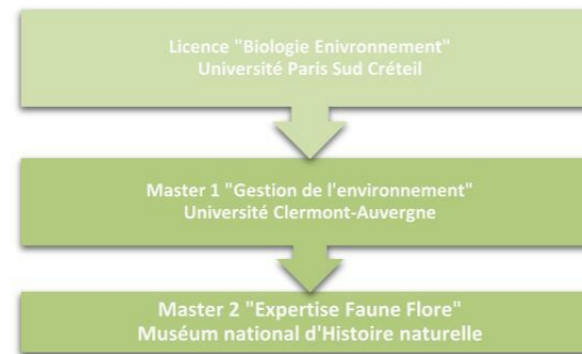 Licence "Biologie Enivronnement"
Université Paris Sud Créteil
Master 1 "Gestion de l'environnement"
Université Clermont-Auvergne
Master 2 "Expertise Faune Flore"
Muséum national d'Histoire naturelle